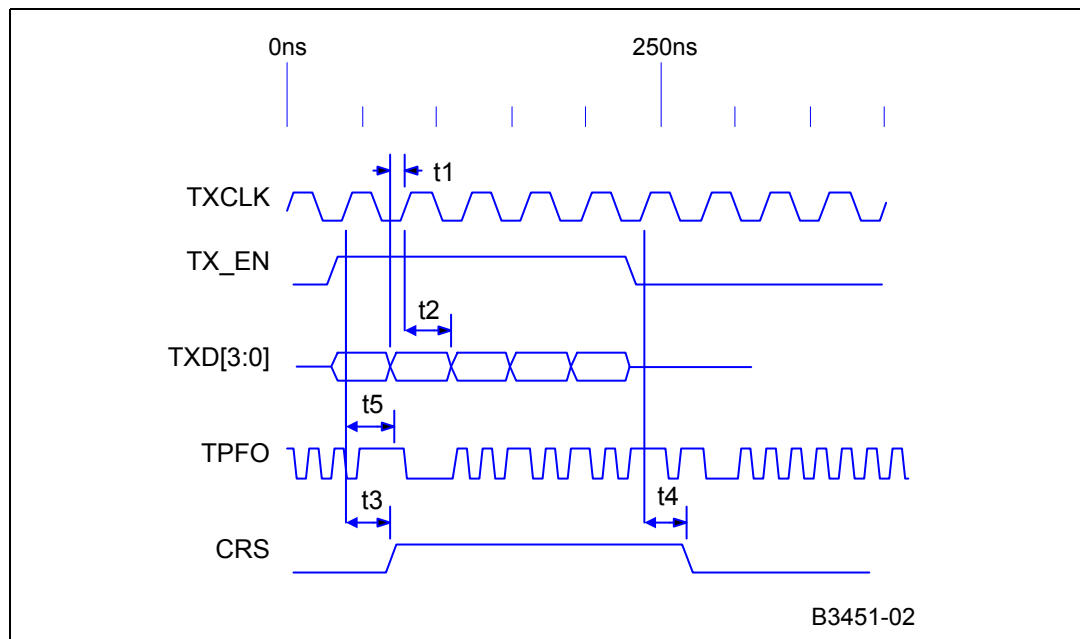 0ns
250ns
t1
TXCLK
TX_EN
t2
TXD[3:0]
t5
TPFO
t3
t4
CRS
B3451-02